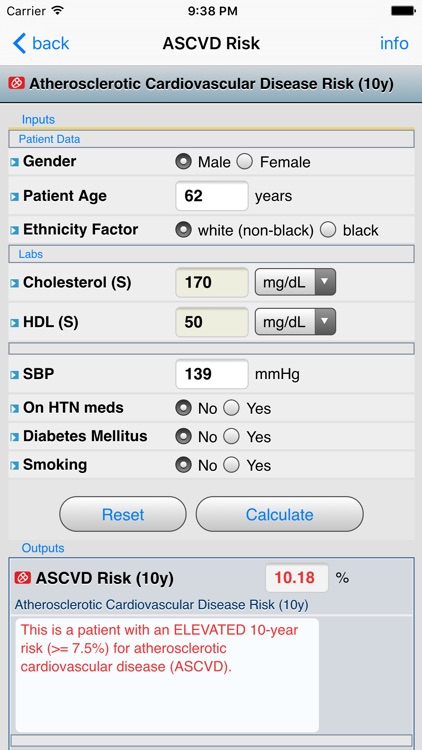 Carrier 9:38 PM
back ASCVD Risk info
Atherosclerotic Cardiovascular Disease Risk (10y)
Inputs
Patient Data
Gender Male Female
Patient Age 62 years
Ethnicity Factor white (non-black) black
Labs
Cholesterol (S) 170 mg/dL
HDL (S) 50 mg/dL
SBP 139 mmHg
On HTN meds No Yes
Diabetes Mellitus No Yes
Smoking No Yes
Reset Calculate
Outputs
ASCVD Risk (10y) 10.18 %
Atherosclerotic Cardiovascular Disease Risk (10y)
This is a patient with an ELEVATED 10-year
risk (>= 7.5%) for atherosclerotic
cardiovascular disease (ASCVD).